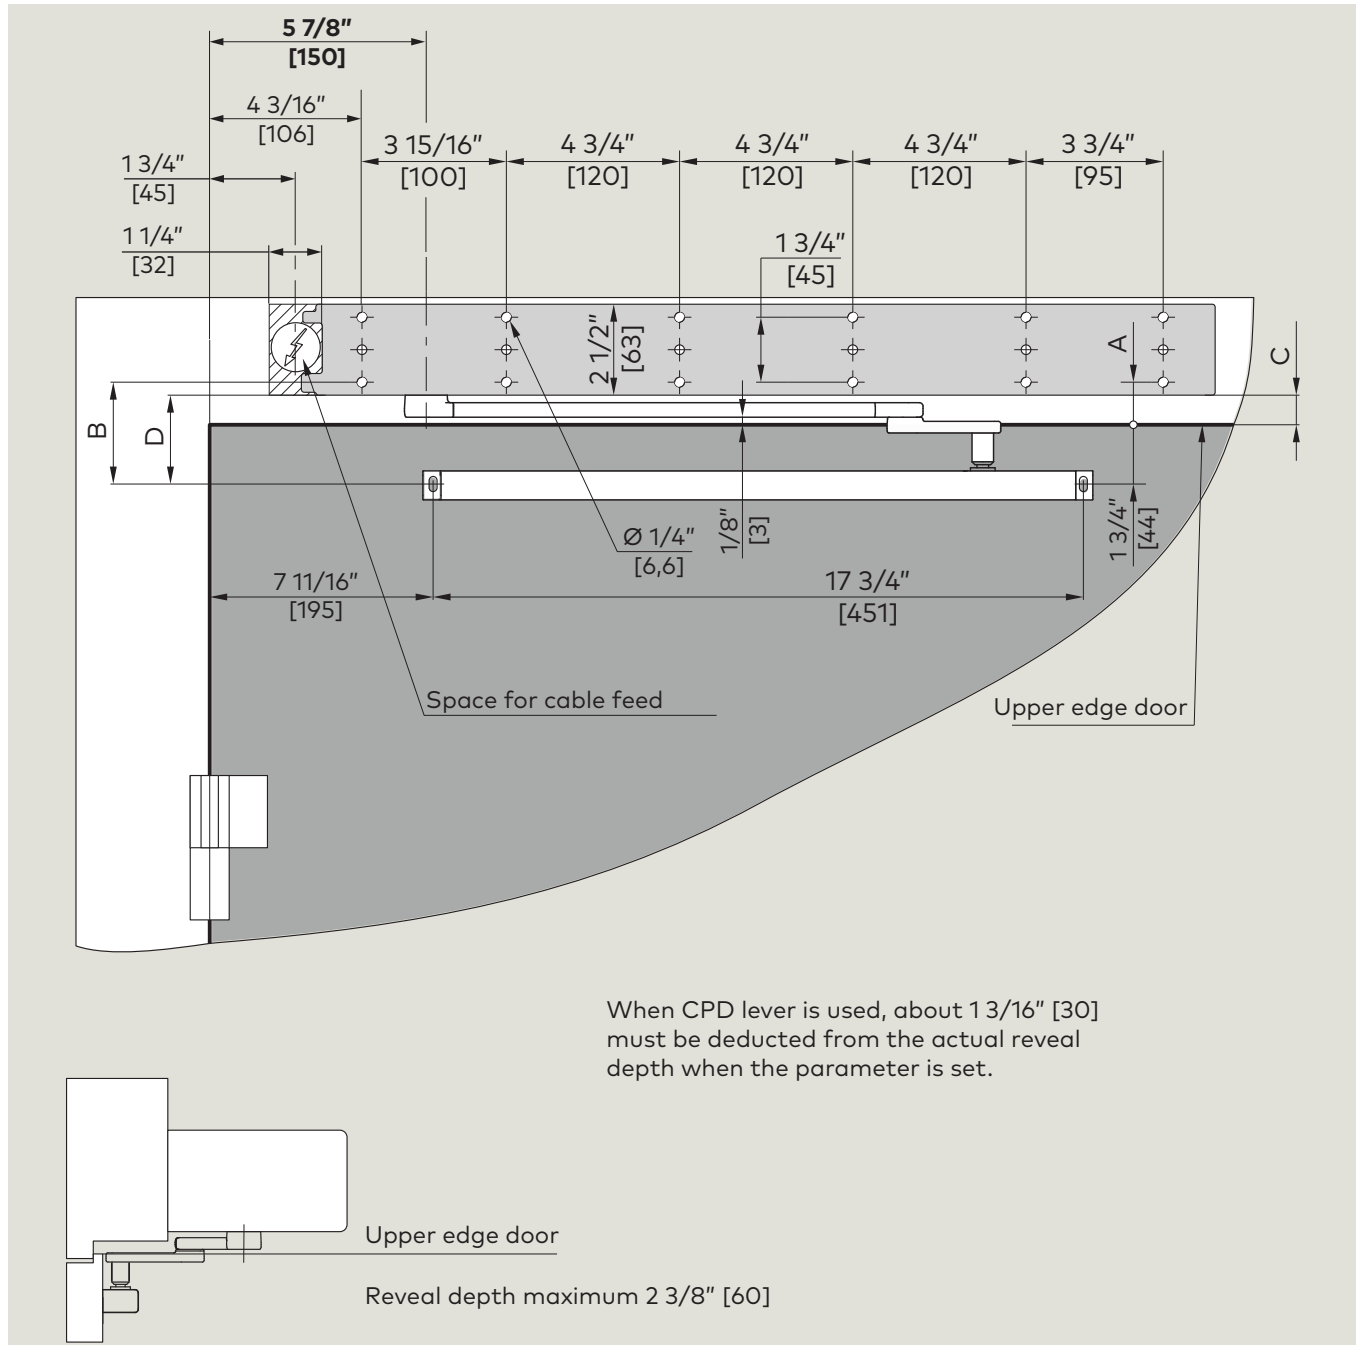 5 7/8”
[150]
4 3/16”
[106]
3 15/16”
[100]
4 3/4”
[120]
4 3/4”
[120]
4 3/4”
[120]
3 3/4”
[95]
1 3/4”
[45]
1 1/4”
[32]
1 3/4”
[45]
2 1/2”
[63]
A
C
B
D
Ø 1/4”
[6,6]
1/8”
[3]
1 3/4”
[44]
7 11/16”
[195]
17 3/4”
[451]
Space for cable feed
Upper edge door
When CPD lever is used, about 1 3/16” [30]
must be deducted from the actual reveal
depth when the parameter is set.
Upper edge door
Reveal depth maximum 2 3/8” [60]